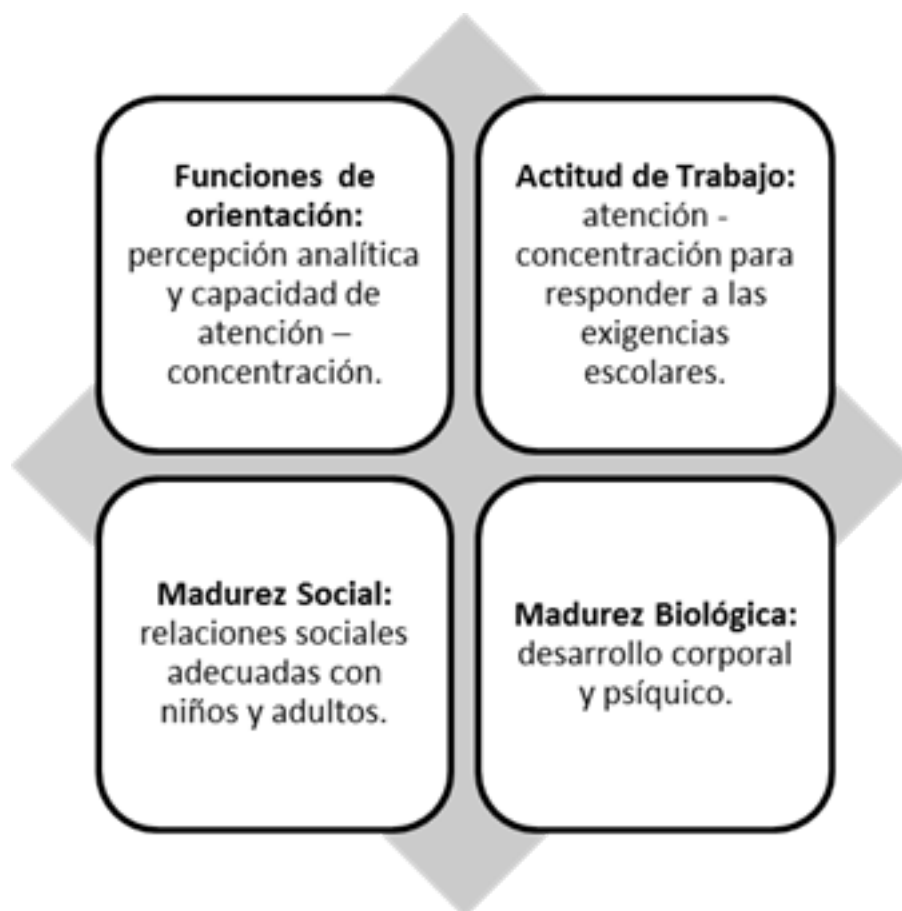 Funciones de
orientación:
percepción analítica
y capacidad de
atención –
concentración.
Actitud de Trabajo:
atención -
concentración para
responder a las
exigencias
escolares.
Madurez Social:
relaciones sociales
adecuadas con
niños y adultos.
Madurez Biológica:
desarrollo corporal
y psíquico.